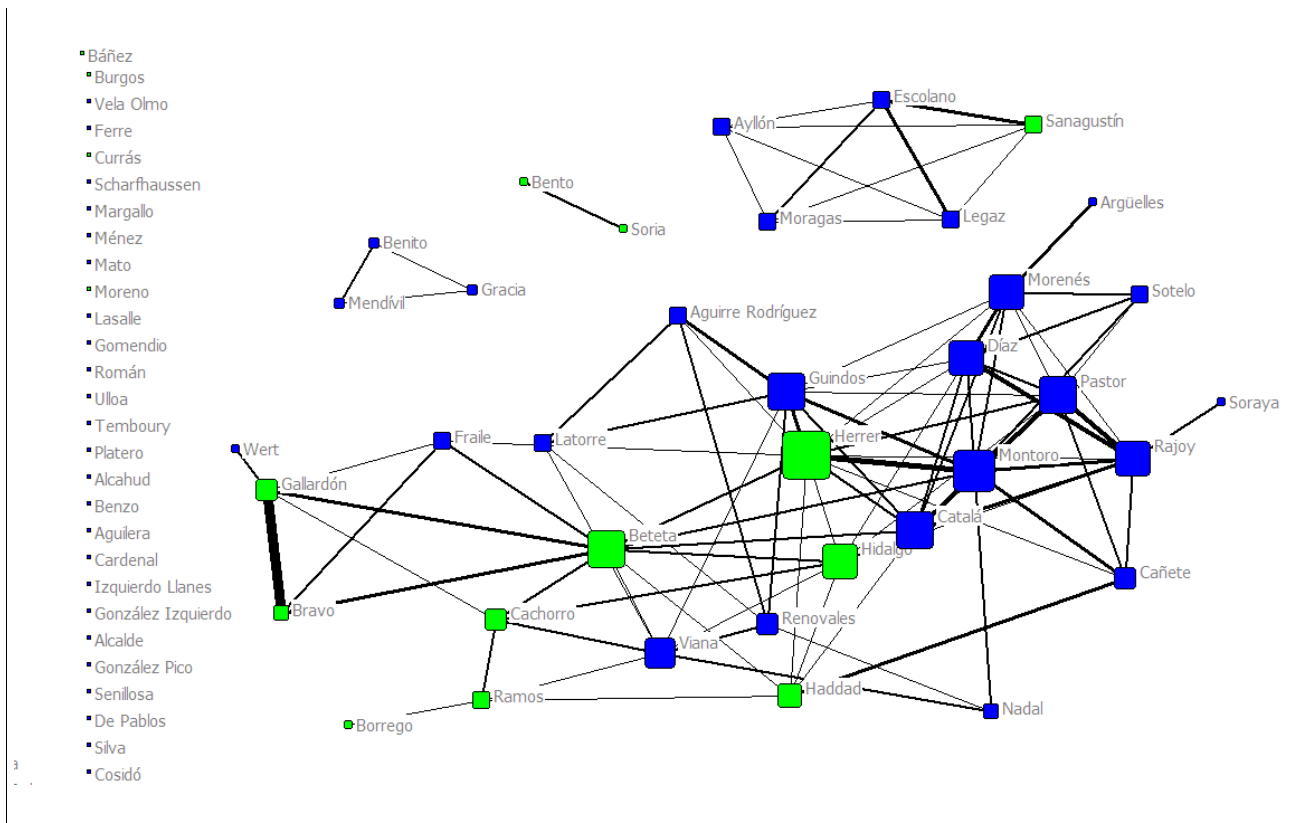 Báñez
Burgos
Vela Olmo
Ferre
Currás
Scharfhaussen
Margallo
Ménez
Mato
Moreno
Lasalle
Gomendio
Román
Ulloa
Temboury
Platero
Alcahud
Benzo
Aguilera
Cardenal
Izquierdo Llanes
González Izquierdo
Alcalde
González Pico
Senillosa
De Pablos
Silva
Cosidó
a
Escolano
Ayllón
Sanagustín
Bento
Argüelles
Moragas
Legaz
Soria
Benito
Morenés
Gracia
Sotelo
Mendívil
Aguirre Rodríguez
Díaz
Guindos
Pastor
Soraya
Herrer
Fraile
Latorre
Wert
Montoro
Rajoy
Gallardón
Catalá
Beteta
Hidalgo
Cañete
Bravo
Cachorro
Renovales
Viana
Ramos
Haddad
Nadal
Borrego